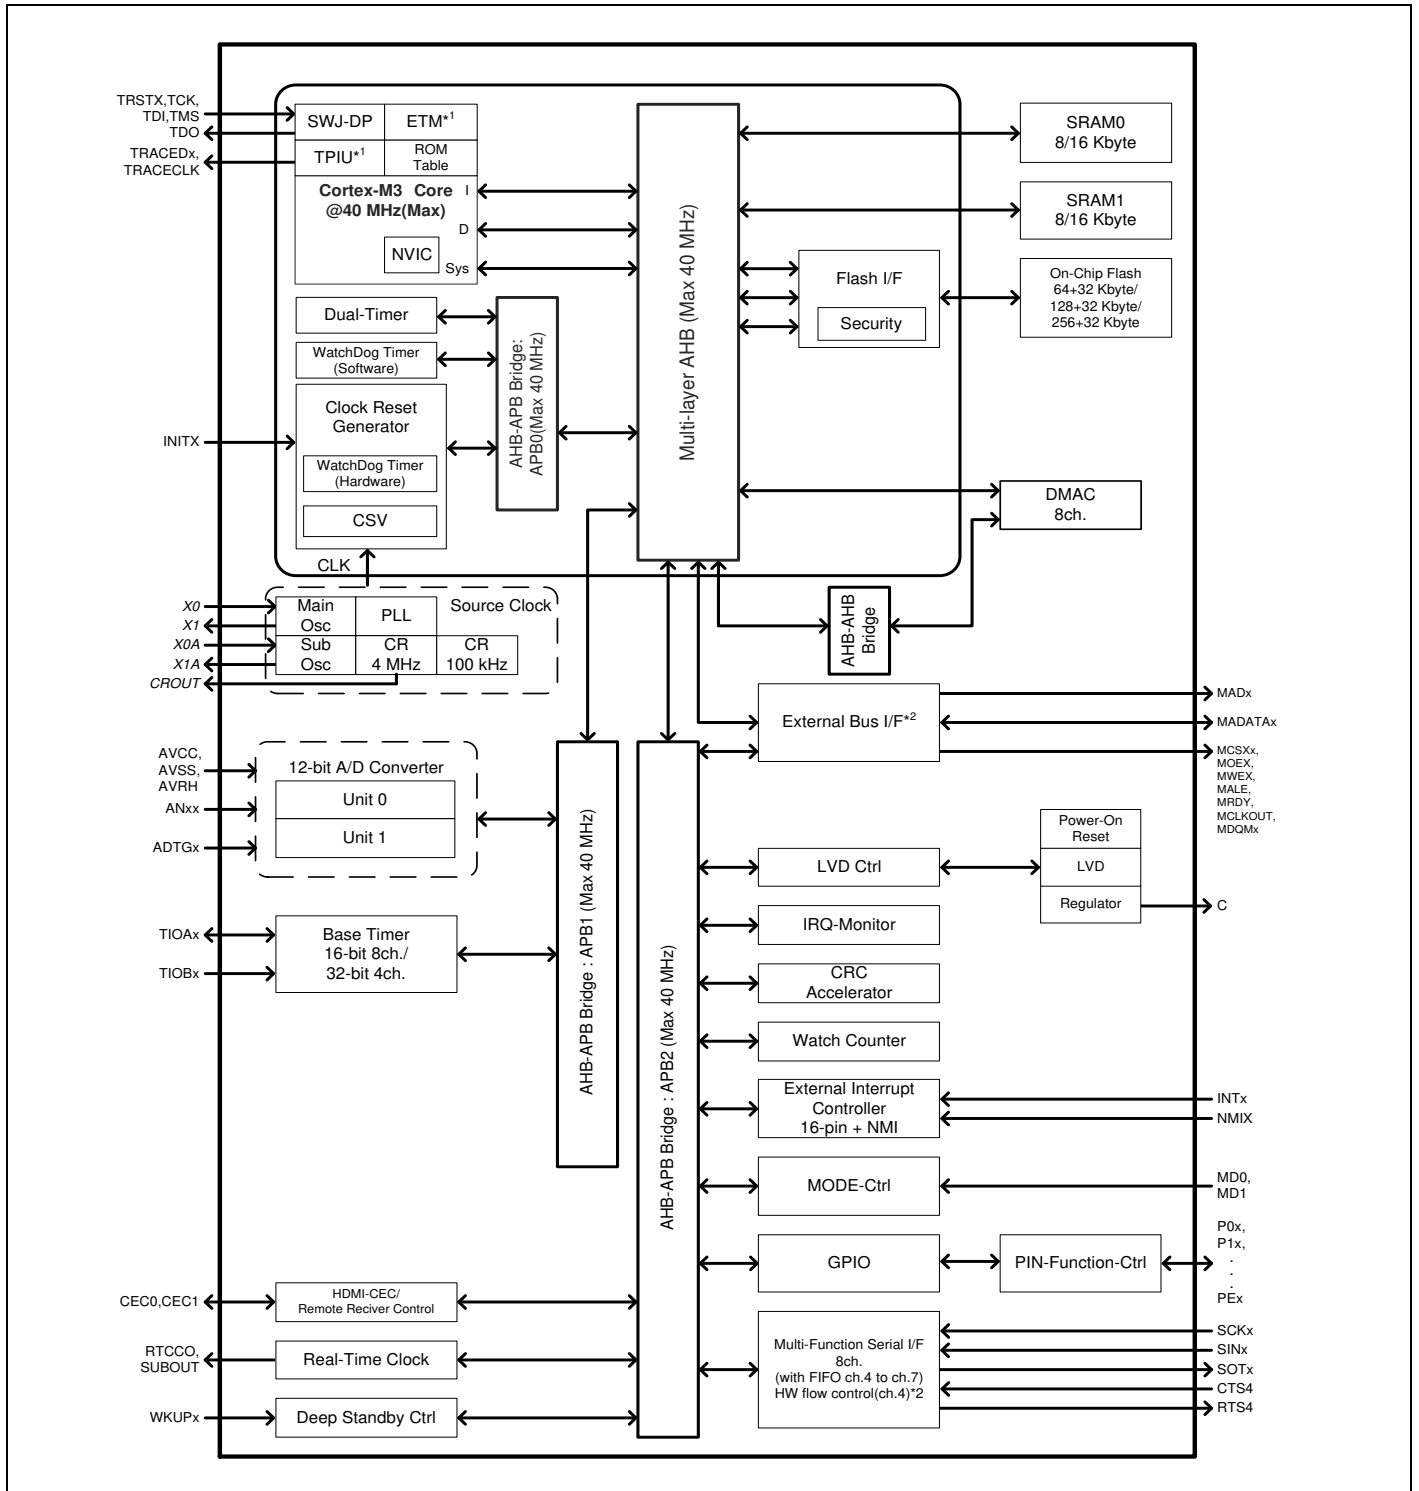 TRSTX,TCK,
TDI,TMS
TDO
TRACEDx,
TRACECLK
SWJ-DP
ETM*1
TPIU*1
ROM
Table
Cortex-M3 Core
@40 MHz(Max)
I
D
NVIC
Sys
Dual-Timer
WatchDog Timer
(Software)
Clock Reset
Generator
WatchDog Timer
(Hardware)
CSV
INITX
CLK
AHB-APB Bridge:
APB0(Max 40 MHz)
Multi-layer AHB (Max 40 MHz)
SRAM0
8/16 Kbyte
SRAM1
8/16 Kbyte
Flash I/F
Security
On-Chip Flash
64+32 Kbyte/
128+32 Kbyte/
256+32 Kbyte
DMAC
8ch.
AHB-AHB
Bridge
X0
X1
X0A
X1A
CROUT
Main
Osc
PLL
Source Clock
Sub
Osc
CR
4 MHz
CR
100 kHz
External Bus I/F*2
MADx
MADATAx
MCSXx,
MOEX,
MWEX,
MALE,
MRDY,
MCLKOUT,
MDQMx
AVCC,
AVSS,
AVRH
ANxx
ADTGx
12-bit A/D Converter
Unit 0
Unit 1
TIOAx
TIOBx
Base Timer
16-bit 8ch./
32-bit 4ch.
AHB-APB Bridge : APB1 (Max 40 MHz)
AHB-APB Bridge : APB2 (Max 40 MHz)
LVD Ctrl
Power-On
Reset
LVD
Regulator
C
IRQ-Monitor
CRC
Accelerator
Watch Counter
External Interrupt
Controller
16-pin + NMI
INTx
NMIX
MODE-Ctrl
MD0,
MD1
GPIO
PIN-Function-Ctrl
P0x,
P1x,
.
.
.
PEx
CEC0,CEC1
HDMI-CEC/
Remote Reciver Control
RTCCO,
SUBOUT
Real-Time Clock
WKUPx
Deep Standby Ctrl
Multi-Function Serial I/F
8ch.
(with FIFO ch.4 to ch.7)
HW flow control(ch.4)*2
SCKx
SINx
SOTx
CTS4
RTS4